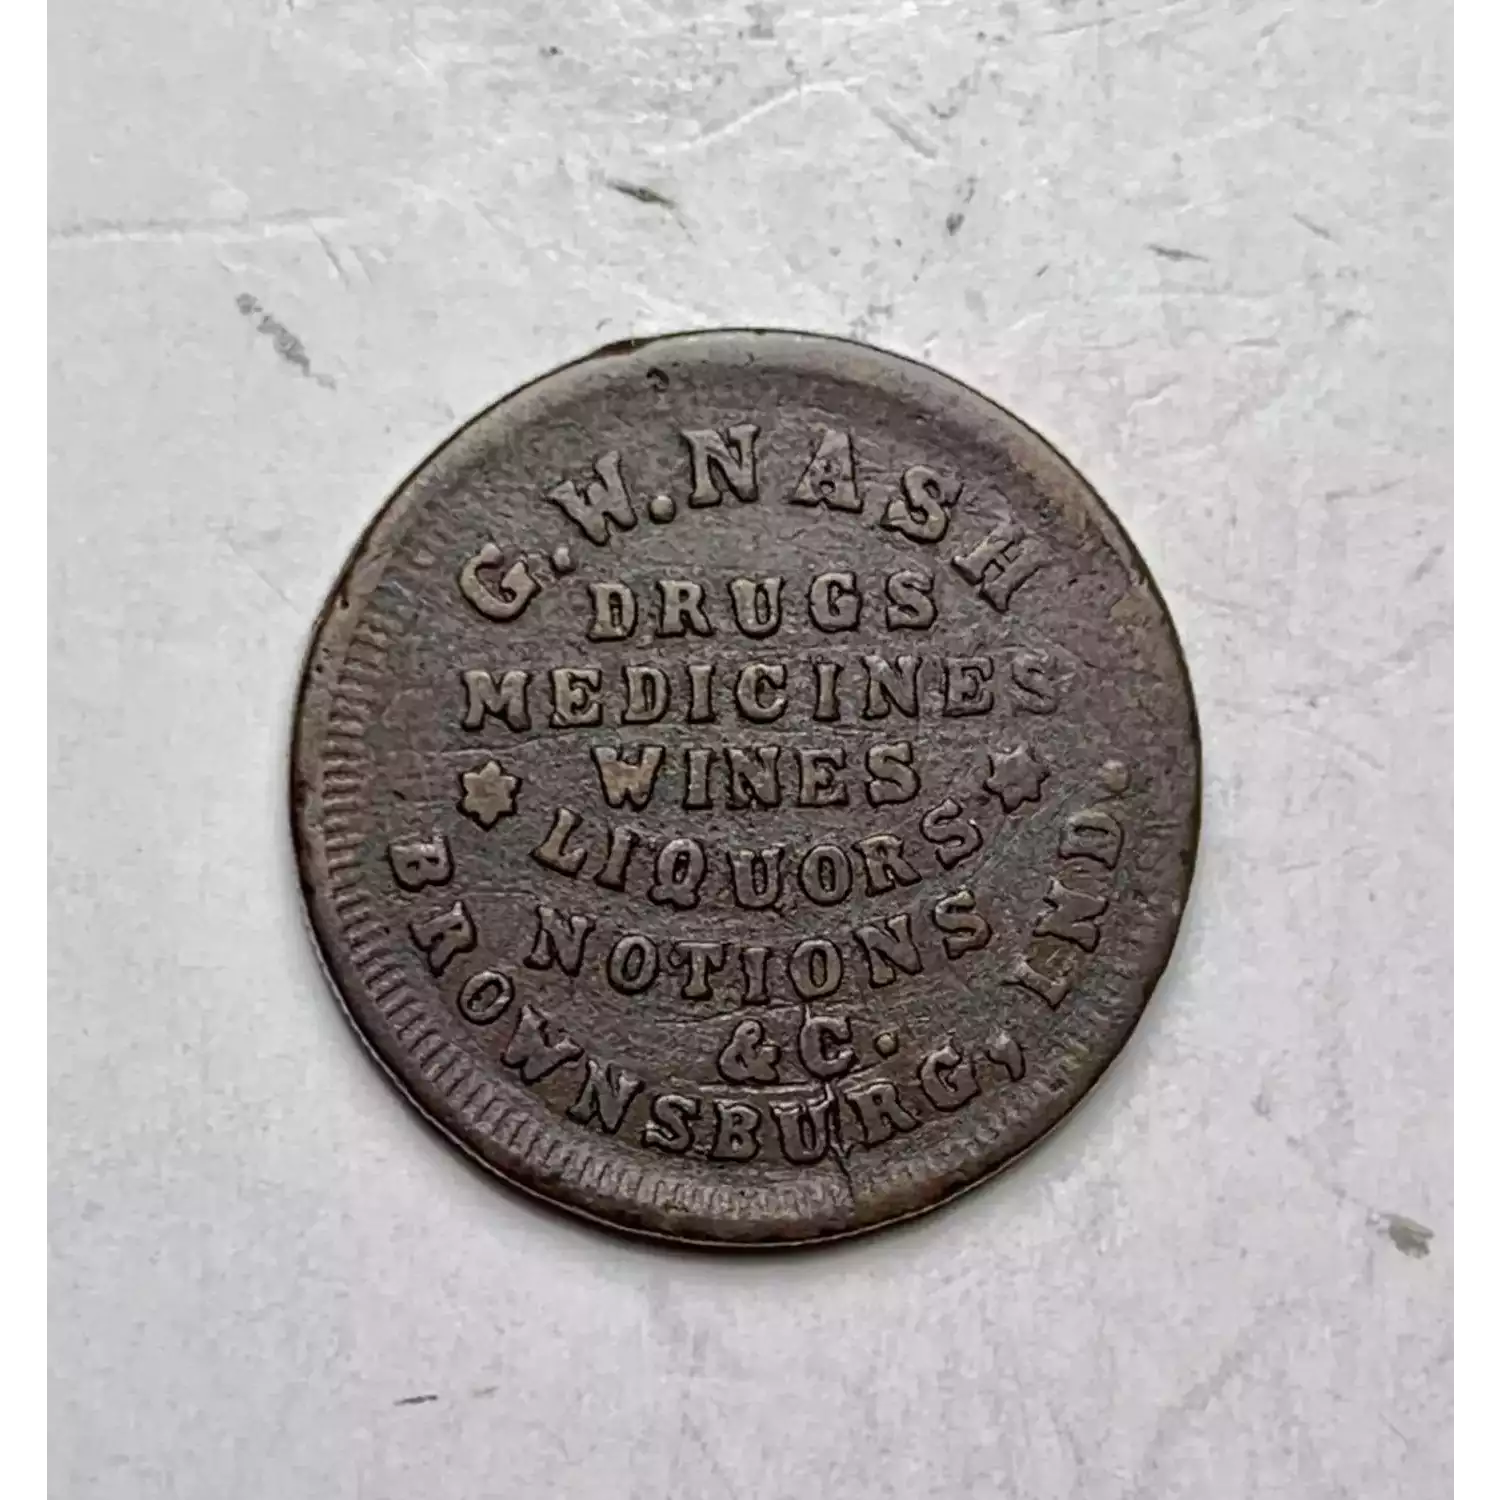 G. W. NASH
DRUGS
MEDICINES
WINES
LIQUORS
NOTIONS
& C.
BROWNSBURG, IND.